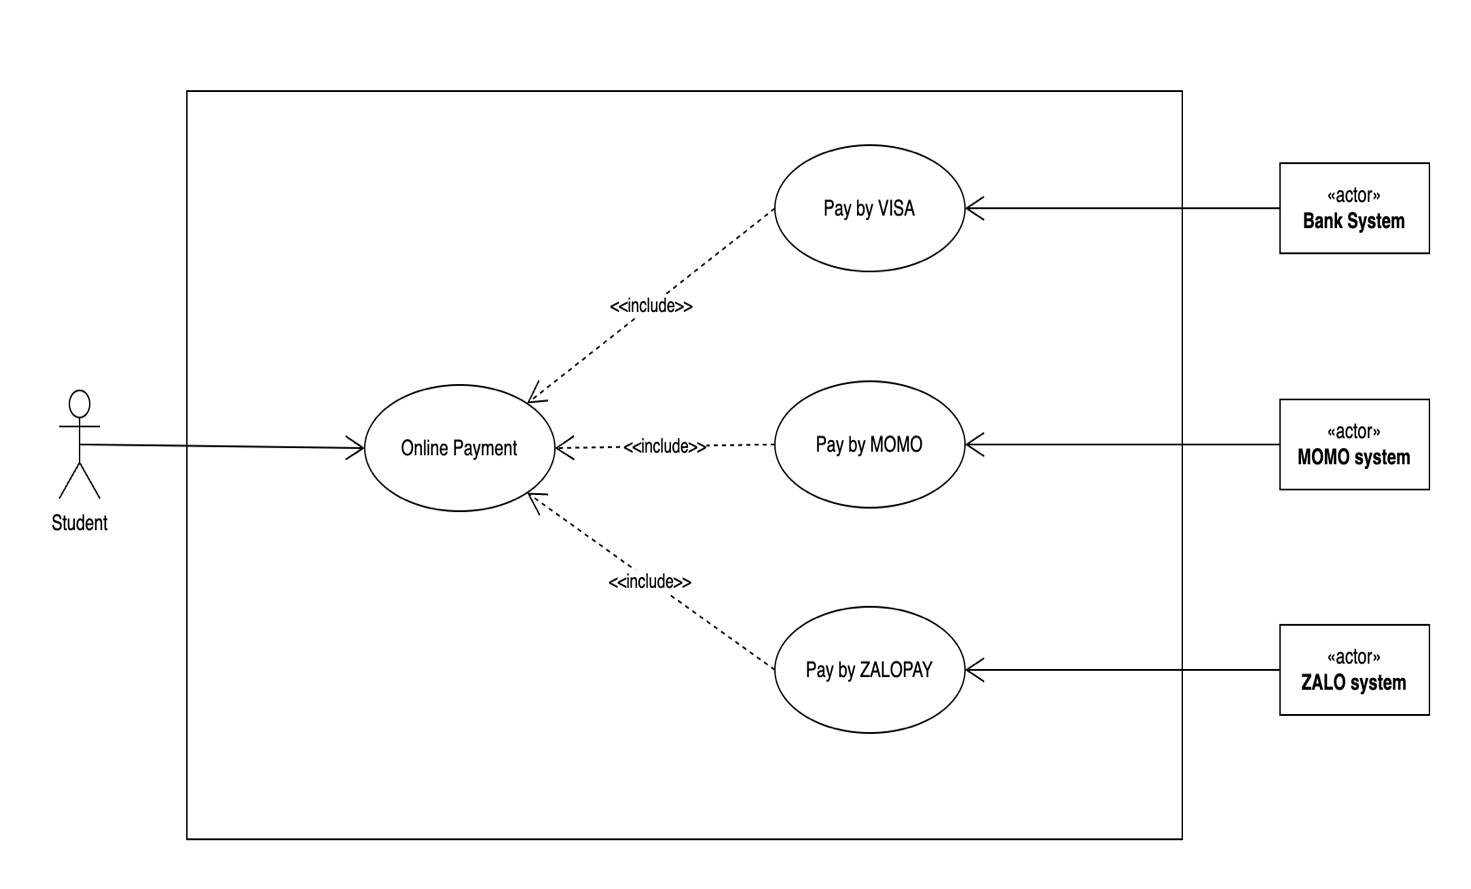 Pay by VISA
«actor»
Bank System
<<include>>
Student
Online Payment
<<include>>
Pay by MOMO
«actor»
MOMO system
<<include>>
Pay by ZALOPAY
«actor»
ZALO system